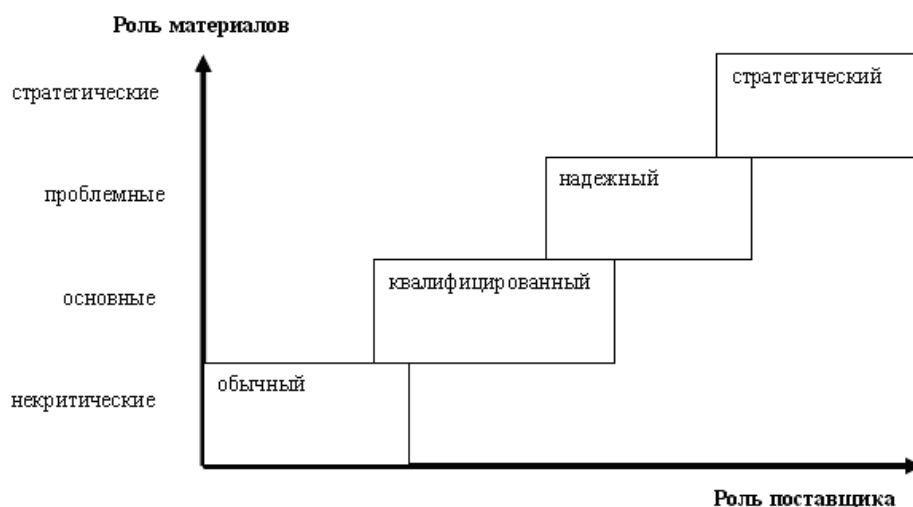 Роль материалов
стратегические
стратегический
проблемные
надежный
основные
квалифицированный
некритические
обычный
Роль поставщика